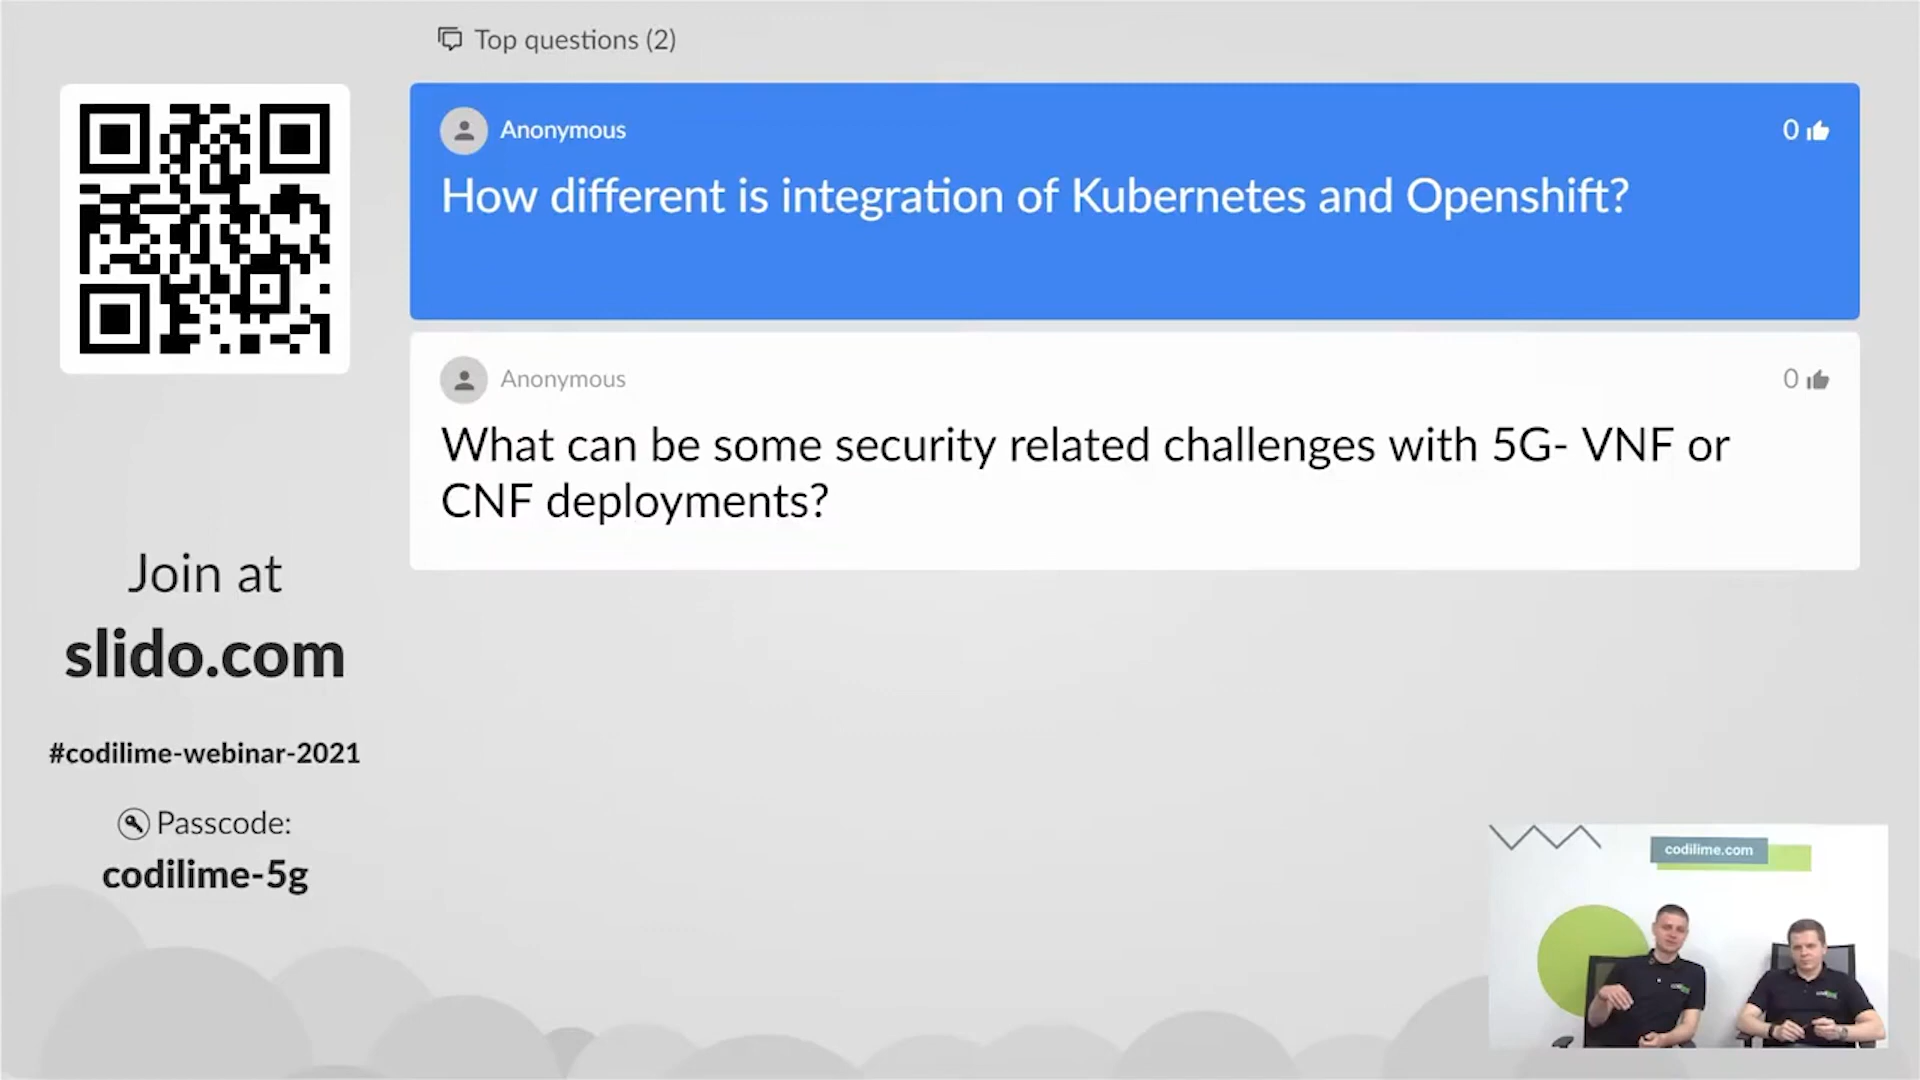 Top questions (2)
Anonymous
0
How different is integration of Kubernetes and Openshift?
Anonymous
0
What can be some security related challenges with 5G- VNF or
CNF deployments?
Join at
slido.com
#codilime-webinar-2021
Passcode:
codilime-5g
codilime.com